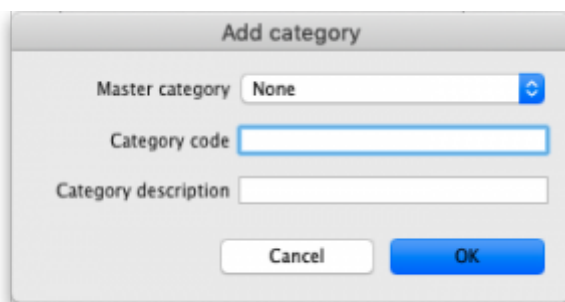 Add category
Master category None
Category code
Category description
Cancel OK